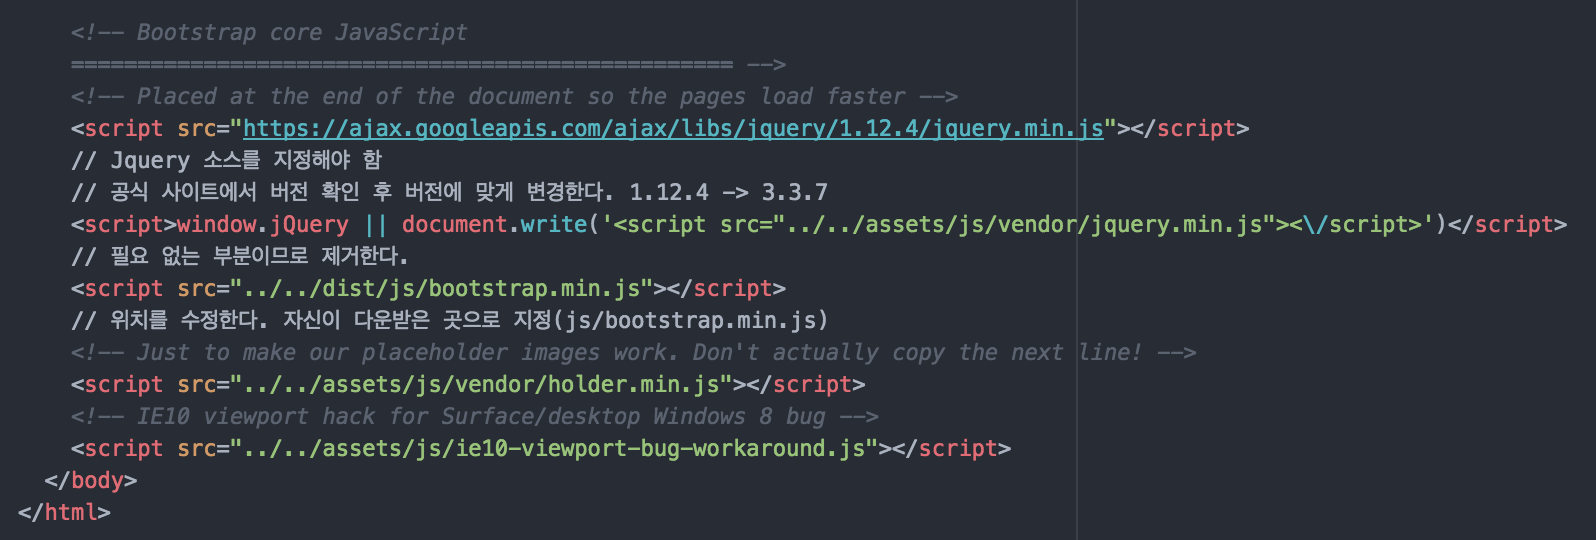 <!-- Bootstrap core JavaScript
================================================== -->
<!-- Placed at the end of the document so the pages load faster -->
<script src="https://ajax.googleapis.com/ajax/libs/jquery/1.12.4/jquery.min.js"></script>
// Jquery 소스를 지정해야 함
// 공식 사이트에서 버전 확인 후 버전에 맞게 변경한다. 1.12.4 -> 3.3.7
<script>window.jQuery || document.write('<script src="../../assets/js/vendor/jquery.min.js"><\/script>')</script>
// 필요 없는 부분이므로 제거한다.
<script src="../../dist/js/bootstrap.min.js"></script>
// 위치를 수정한다. 자신이 다운받은 곳으로 지정(js/bootstrap.min.js)
<!-- Just to make our placeholder images work. Don't actually copy the next line! -->
<script src="../../assets/js/vendor/holder.min.js"></script>
<!-- IE10 viewport hack for Surface/desktop Windows 8 bug -->
<script src="../../assets/js/ie10-viewport-bug-workaround.js"></script>
</body>
</html>